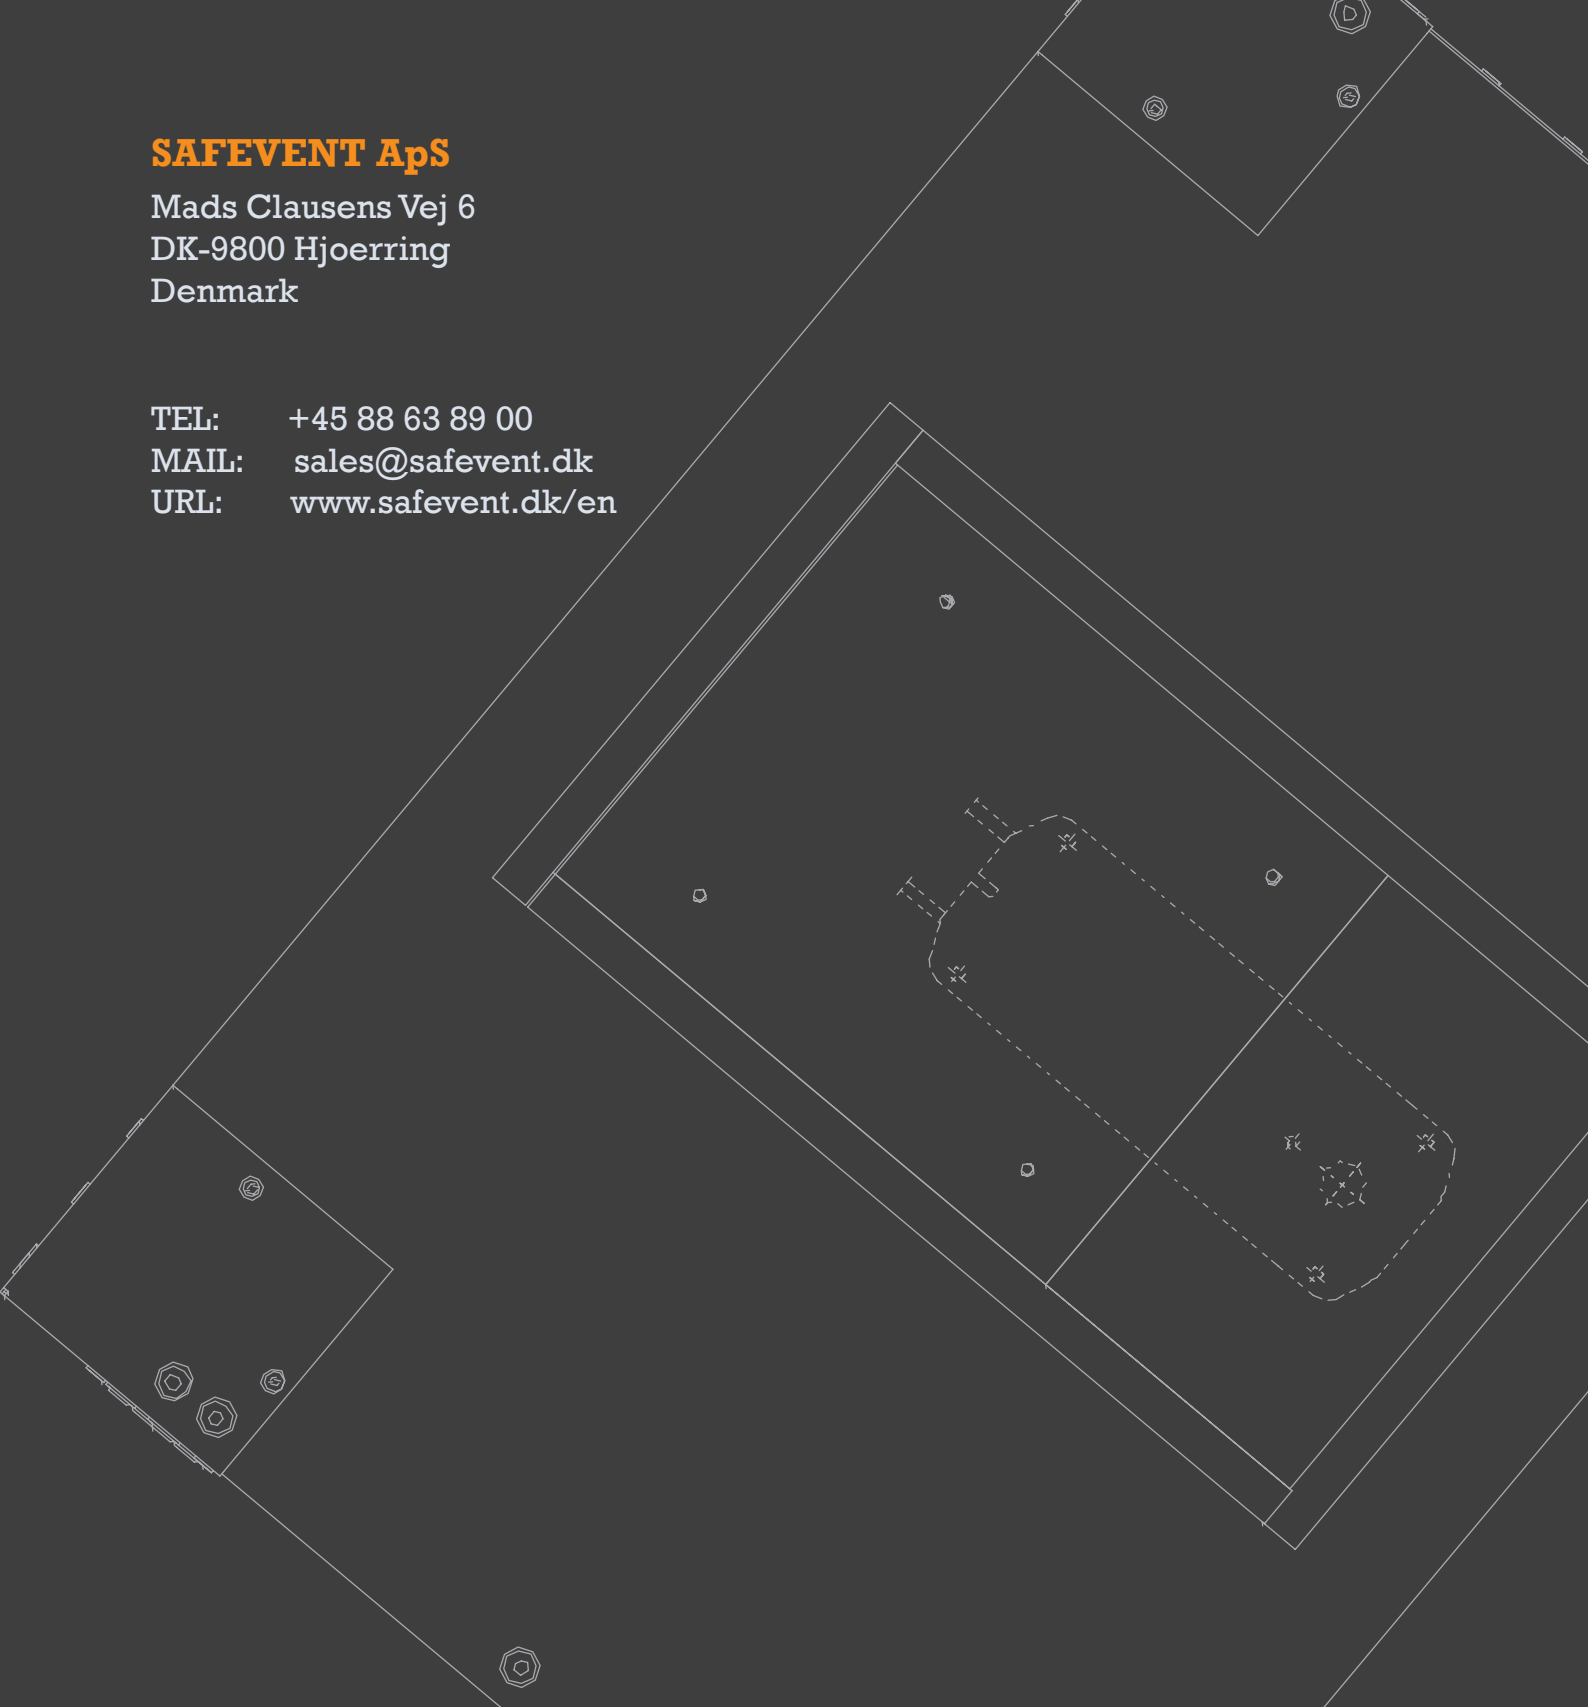 SAFEVENT ApS
Mads Clausens Vej 6
DK-9800 Hjoerring
Denmark
TEL: +45 88 63 89 00
MAIL: sales@safevent.dk
URL: www.safevent.dk/en